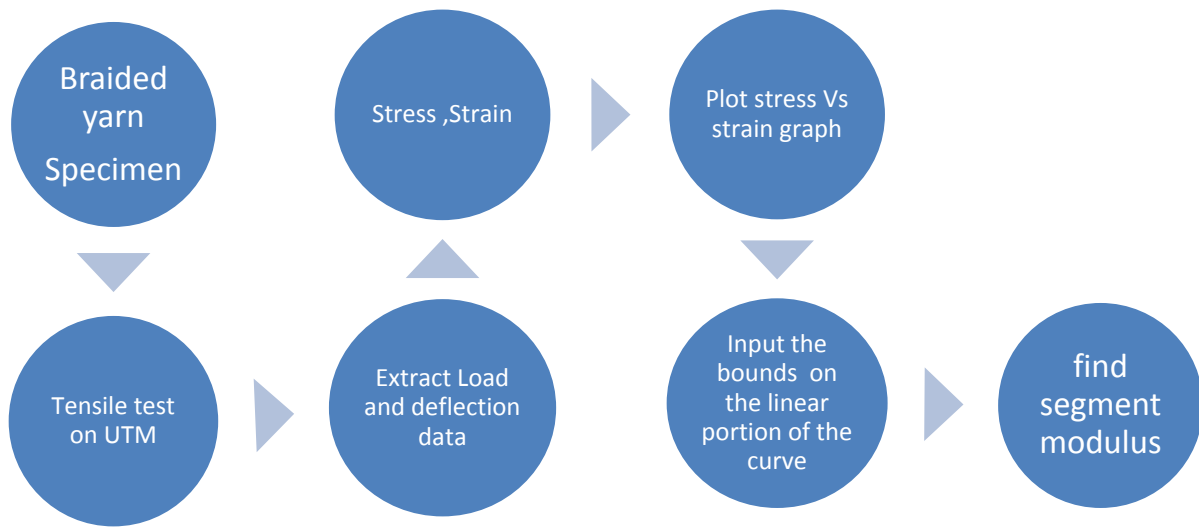 Braided
yarn
Specimen
Tensile test
on UTM
Extract Load
and deflection
data
Stress ,Strain
Plot stress Vs
strain graph
Input the
bounds on
the linear
portion of the
curve
find
segment
modulus